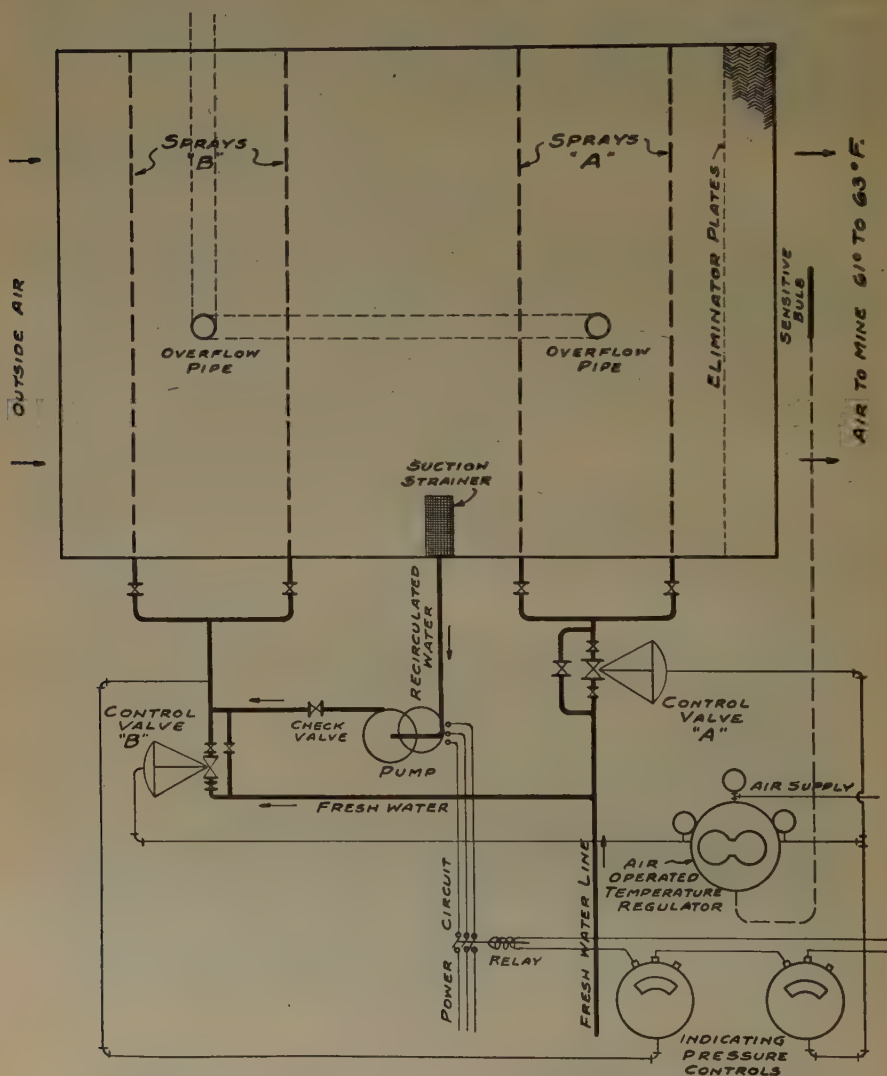 SPRAYS
"B"
SPRAYS
"A"
OUTSIDE AIR
OVERFLOW
PIPE
OVERFLOW
PIPE
ELIMINATOR PLATES
SENSITIVE
BULB
AIR TO MINE 61° TO 63°F.
SUCTION
STRAINER
RECIRCULATED
WATER
CONTROL
VALVE
"B"
CHECK
VALVE
PUMP
CONTROL
VALVE
"A"
FRESH WATER
AIR SUPPLY
AIR
OPERATED
TEMPERATURE
REGULATOR
POWER CIRCUIT
RELAY
FRESH WATER LINE
INDICATING
PRESSURE
CONTROLS